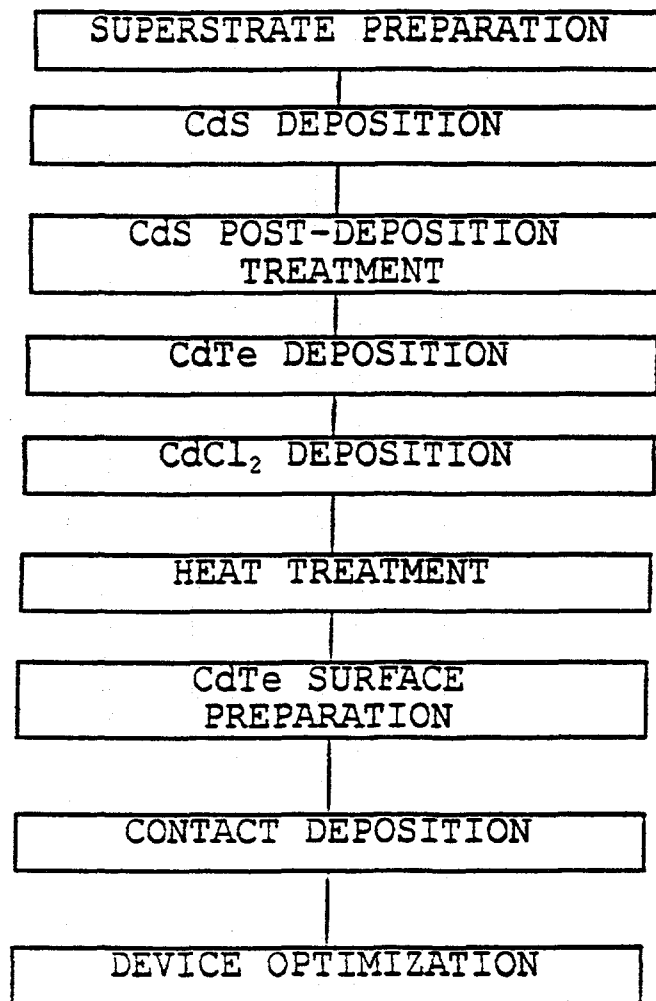 SUPERSTRATE PREPARATION
CdS DEPOSITION
CdS POST-DEPOSITION
TREATMENT
CdTe DEPOSITION
CdCl₂ DEPOSITION
HEAT TREATMENT
CdTe SURFACE
PREPARATION
CONTACT DEPOSITION
DEVICE OPTIMIZATION